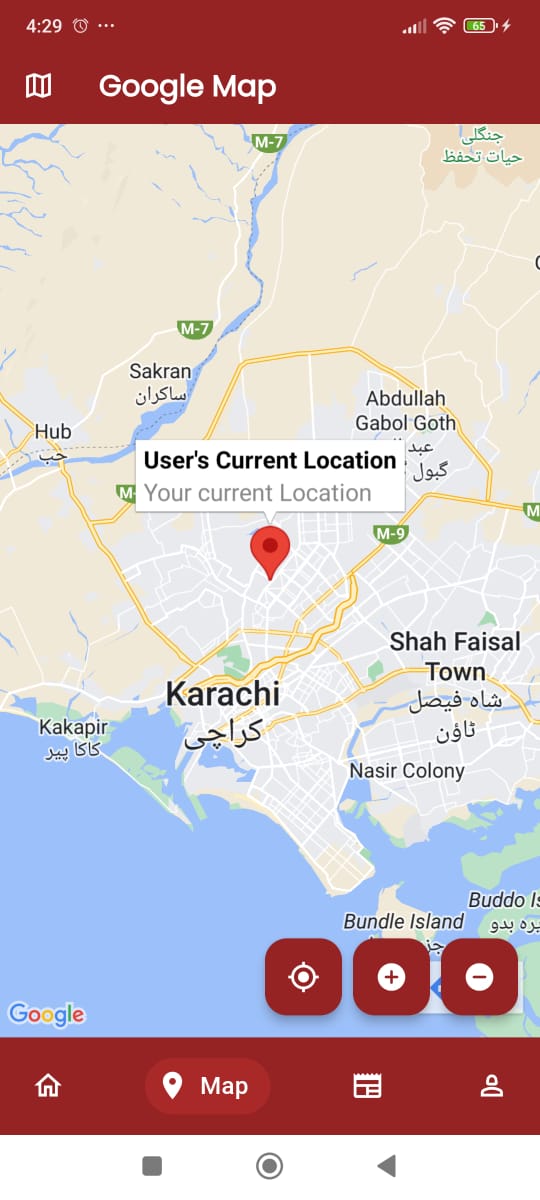 4:29
65
Google Map
M-7
جنگلی
حیات تحفظ
M-7
Sakran
ساکران
Abdullah
Gabol Goth
عبد
گبول
Hub
حب
User's Current Location
Your current Location
M-9
Shah Faisal
Town
شاہ فیصل
ٹاؤن
Karachi
کراچی
Kakapir
کاکا پیر
Nasir Colony
Buddo Is
یرہ بدو
Bundle Island
جز
Google
Map